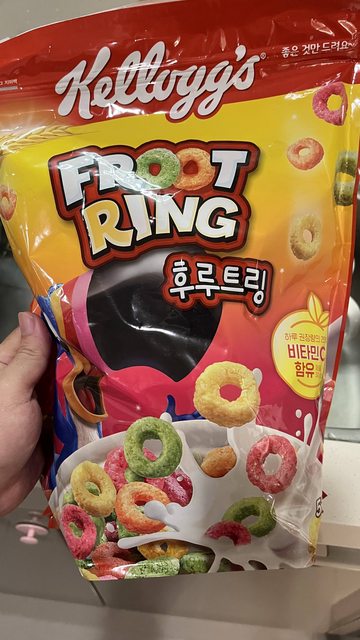 Kellogg's
좋은 것만 드려요
FROOT
RING
후루트링
하루 권장량의
비타민C
함유